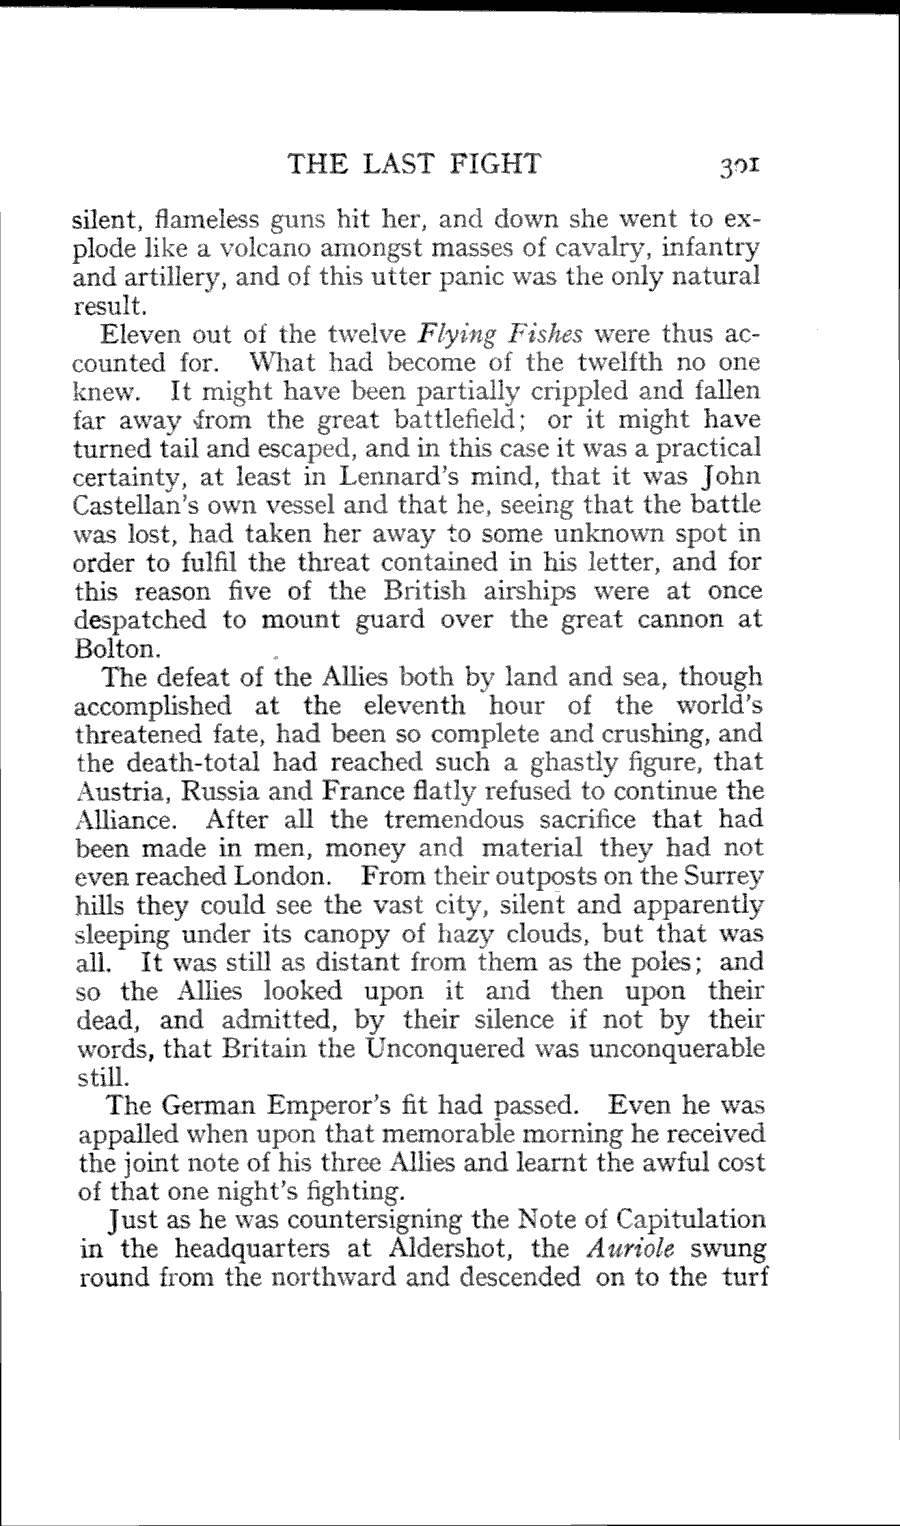 THE LAST FIGHT 301
silent, flameless guns hit her, and down she went to ex-
plode like a volcano amongst masses of cavalry, infantry
and artillery, and of this utter panic was the only natural
result.
Eleven out of the twelve Flying Fishes were thus ac-
counted for. What had become of the twelfth no one
knew. It might have been partially crippled and fallen
far away from the great battlefield; or it might have
turned tail and escaped, and in this case it was a practical
certainty, at least in Lennard's mind, that it was John
Castellan's own vessel and that he, seeing that the battle
was lost, had taken her away to some unknown spot in
order to fulfil the threat contained in his letter, and for
this reason five of the British airships were at once
despatched to mount guard over the great cannon at
Bolton.
The defeat of the Allies both by land and sea, though
accomplished at the eleventh hour of the world's
threatened fate, had been so complete and crushing, and
the death-total had reached such a ghastly figure, that
Austria, Russia and France flatly refused to continue the
Alliance. After all the tremendous sacrifice that had
been made in men, money and material they had not
even reached London. From their outposts on the Surrey
hills they could see the vast city, silent and apparently
sleeping under its canopy of hazy clouds, but that was
all. It was still as distant from them as the poles; and
so the Allies looked upon it and then upon their
dead, and admitted, by their silence if not by their
words, that Britain the Unconquered was unconquerable
still.
The German Emperor's fit had passed. Even he was
appalled when upon that memorable morning he received
the joint note of his three Allies and learnt the awful cost
of that one night's fighting.
Just as he was countersigning the Note of Capitulation
in the headquarters at Aldershot, the Auriole swung
round from the northward and descended on to the turf